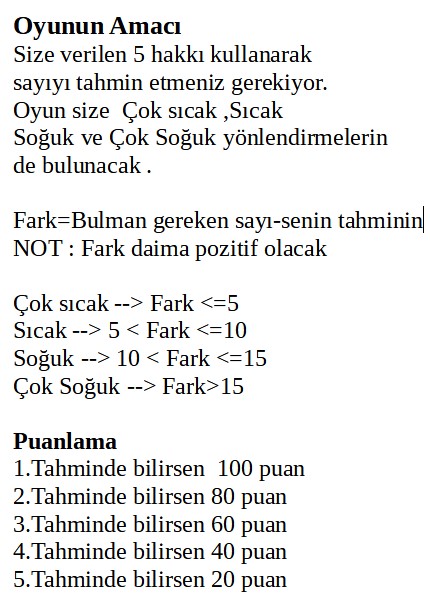 Oyunun Amacı
Size verilen 5 hakkı kullanarak
sayıyı tahmin etmeniz gerekiyor.
Oyun size  Çok sıcak ,Sıcak
Soğuk ve Çok Soğuk yönlendirmelerin
de bulunacak .
Fark=Bulman gereken sayı-senin tahminin
NOT : Fark daima pozitif olacak
Çok sıcak --> Fark <=5
Sıcak --> 5 < Fark <=10
Soğuk --> 10 < Fark <=15
Çok Soğuk --> Fark>15
Puanlama
1.Tahminde bilirsen  100 puan
2.Tahminde bilirsen 80 puan
3.Tahminde bilirsen 60 puan
4.Tahminde bilirsen 40 puan
5.Tahminde bilirsen 20 puan